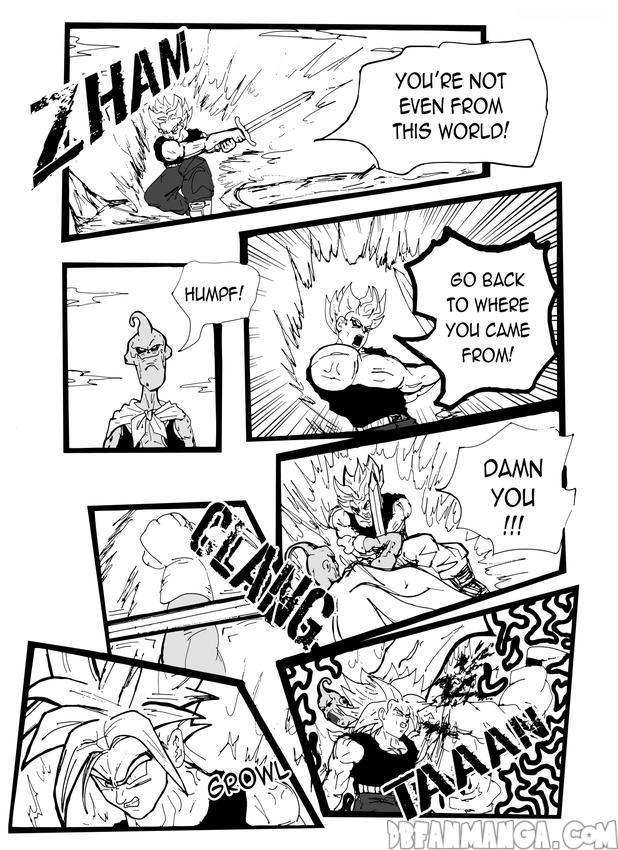 ZHAM
YOU'RE NOT
EVEN FROM
THIS WORLD!
HUMPF!
GO BACK
TO WHERE
YOU CAME
FROM!
DAMN
YOU
!!!
CLANG
GROWL
TAAAN
DBFANMANGA.COM